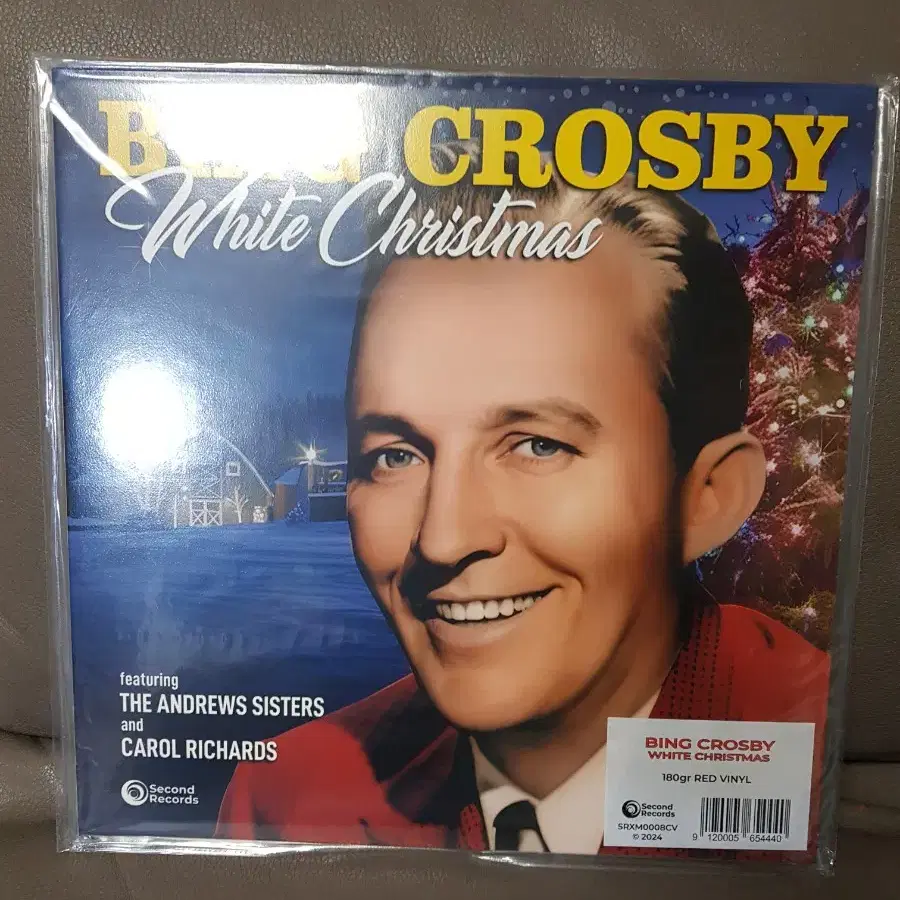 BING CROSBY
White Christmas
featuring
THE ANDREWS SISTERS
and
CAROL RICHARDS
Second
Records
BING CROSBY
WHITE CHRISTMAS
180gr RED VINYL
Second
Records
SRXM0008CV
© 2024
9 120005 654440